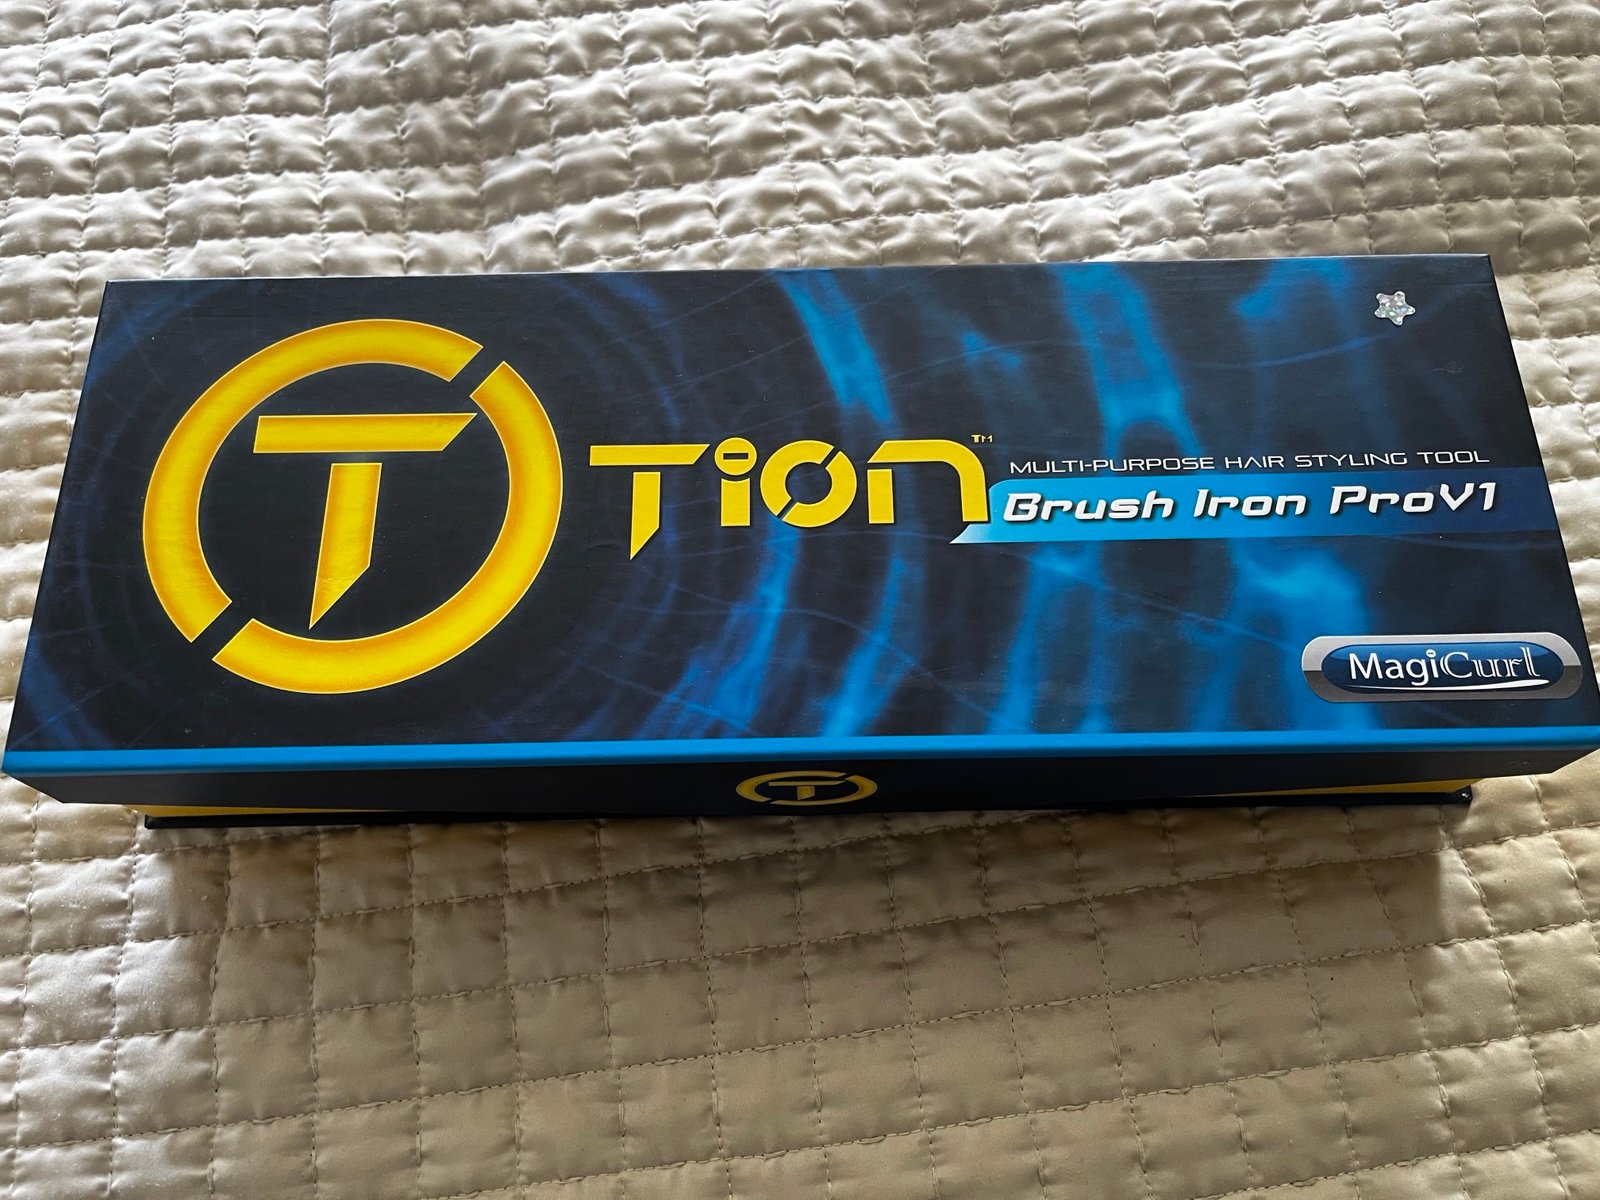 T
Tion™
MULTI-PURPOSE HAIR STYLING TOOL
Brush Iron ProV1
MagiCurl
T